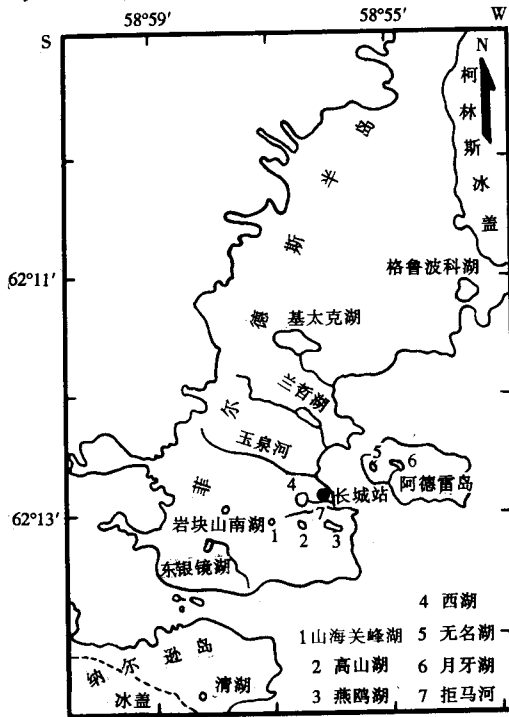 58°59′
58°55′
S
W
N
柯林斯冰盖
菲尔德斯半岛
62°11′
格鲁波科湖
基太克湖
兰哲湖
玉泉河
5
6
阿德雷岛
4
长城站
7
62°13′
岩块山南湖
1
2
3
东银镜湖
纳尔逊岛
冰盖
清湖
4 西湖
1 山海关峰湖
5 无名湖
2 高山湖
6 月牙湖
3 燕鸥湖
7 拒马河